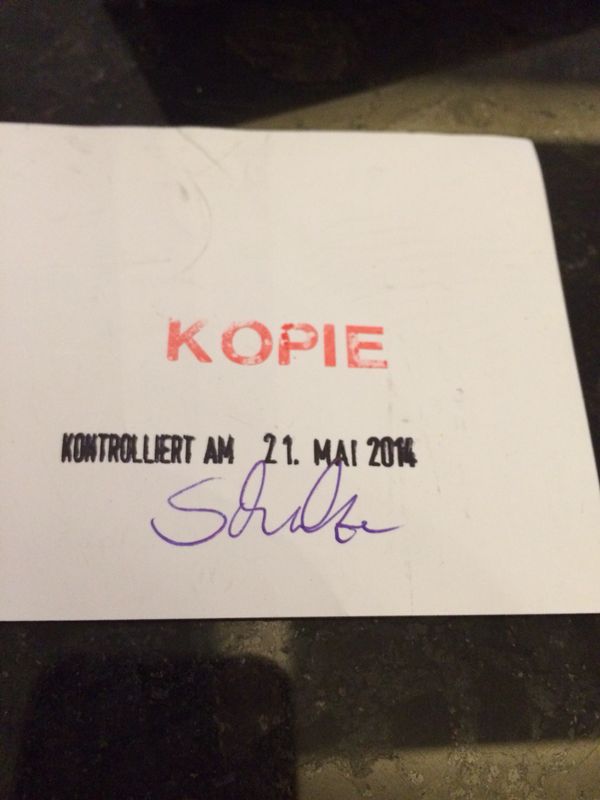 KOPIE
KONTROLLIERT AM 21. MAI 2014